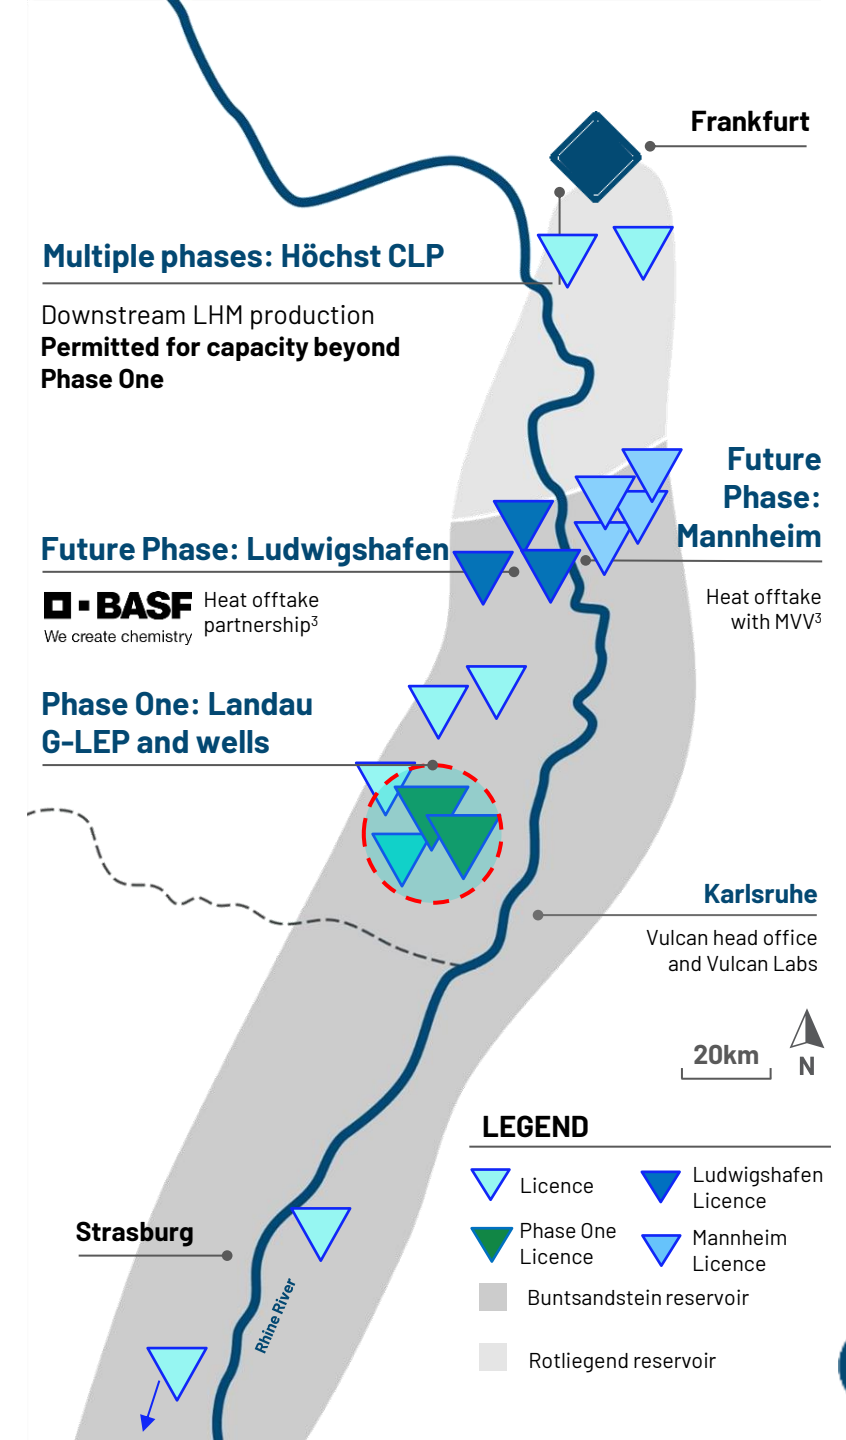 Frankfurt
Multiple phases: Höchst CLP
Downstream LHM production
Permitted for capacity beyond
Phase One
Future
Phase:
Mannheim
Heat offtake
with MVV³
Future Phase: Ludwigshafen
BASF
We create chemistry
Heat offtake
partnership³
Phase One: Landau
G-LEP and wells
Karlsruhe
Vulcan head office
and Vulcan Labs
20km
N
Strasburg
Rhine River
LEGEND
Licence
Ludwigshafen
Licence
Phase One
Licence
Mannheim
Licence
Buntsandstein reservoir
Rotliegend reservoir